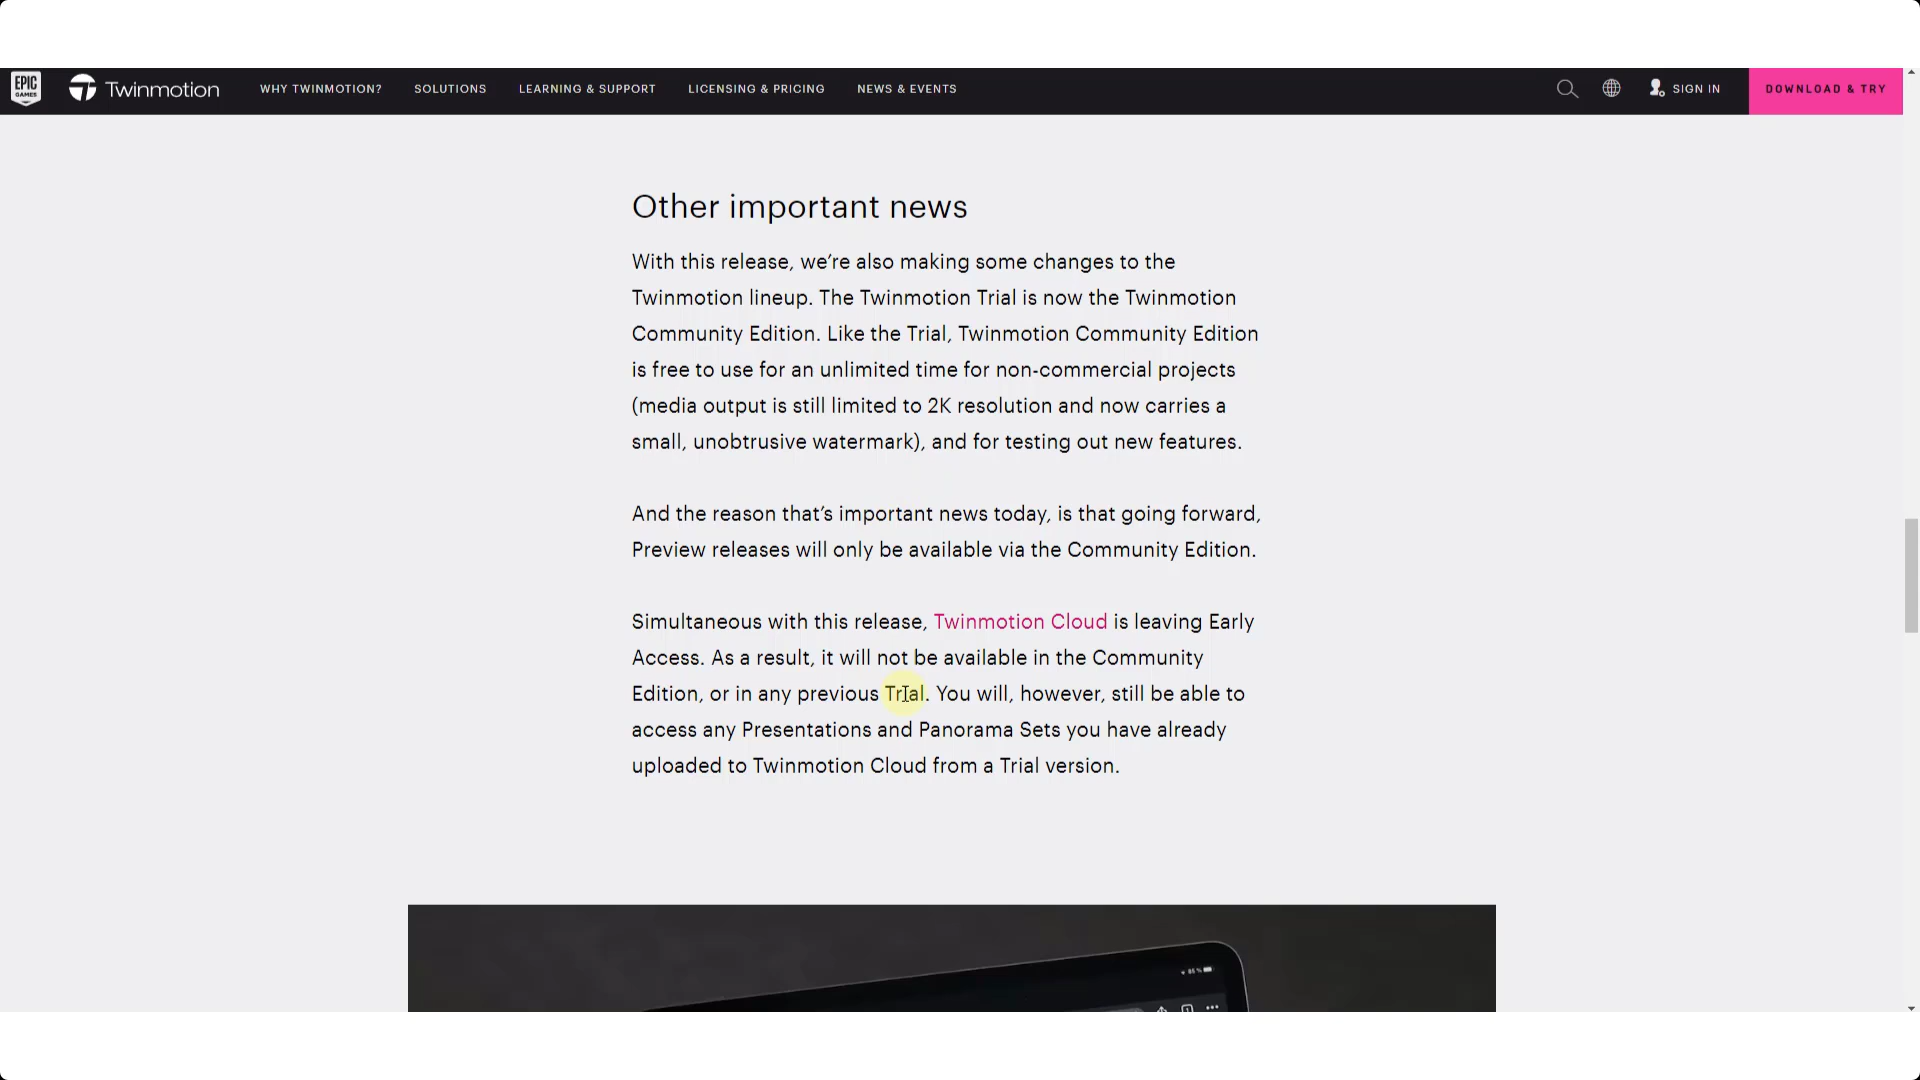 EPIC GAMES
Twinmotion
WHY TWINMOTION?
SOLUTIONS
LEARNING & SUPPORT
LICENSING & PRICING
NEWS & EVENTS
SIGN IN
DOWNLOAD & TRY
Other important news
With this release, we’re also making some changes to the
Twinmotion lineup. The Twinmotion Trial is now the Twinmotion
Community Edition. Like the Trial, Twinmotion Community Edition
is free to use for an unlimited time for non-commercial projects
(media output is still limited to 2K resolution and now carries a
small, unobtrusive watermark), and for testing out new features.
And the reason that’s important news today, is that going forward,
Preview releases will only be available via the Community Edition.
Simultaneous with this release, Twinmotion Cloud is leaving Early
Access. As a result, it will not be available in the Community
Edition, or in any previous Trial. You will, however, still be able to
access any Presentations and Panorama Sets you have already
uploaded to Twinmotion Cloud from a Trial version.